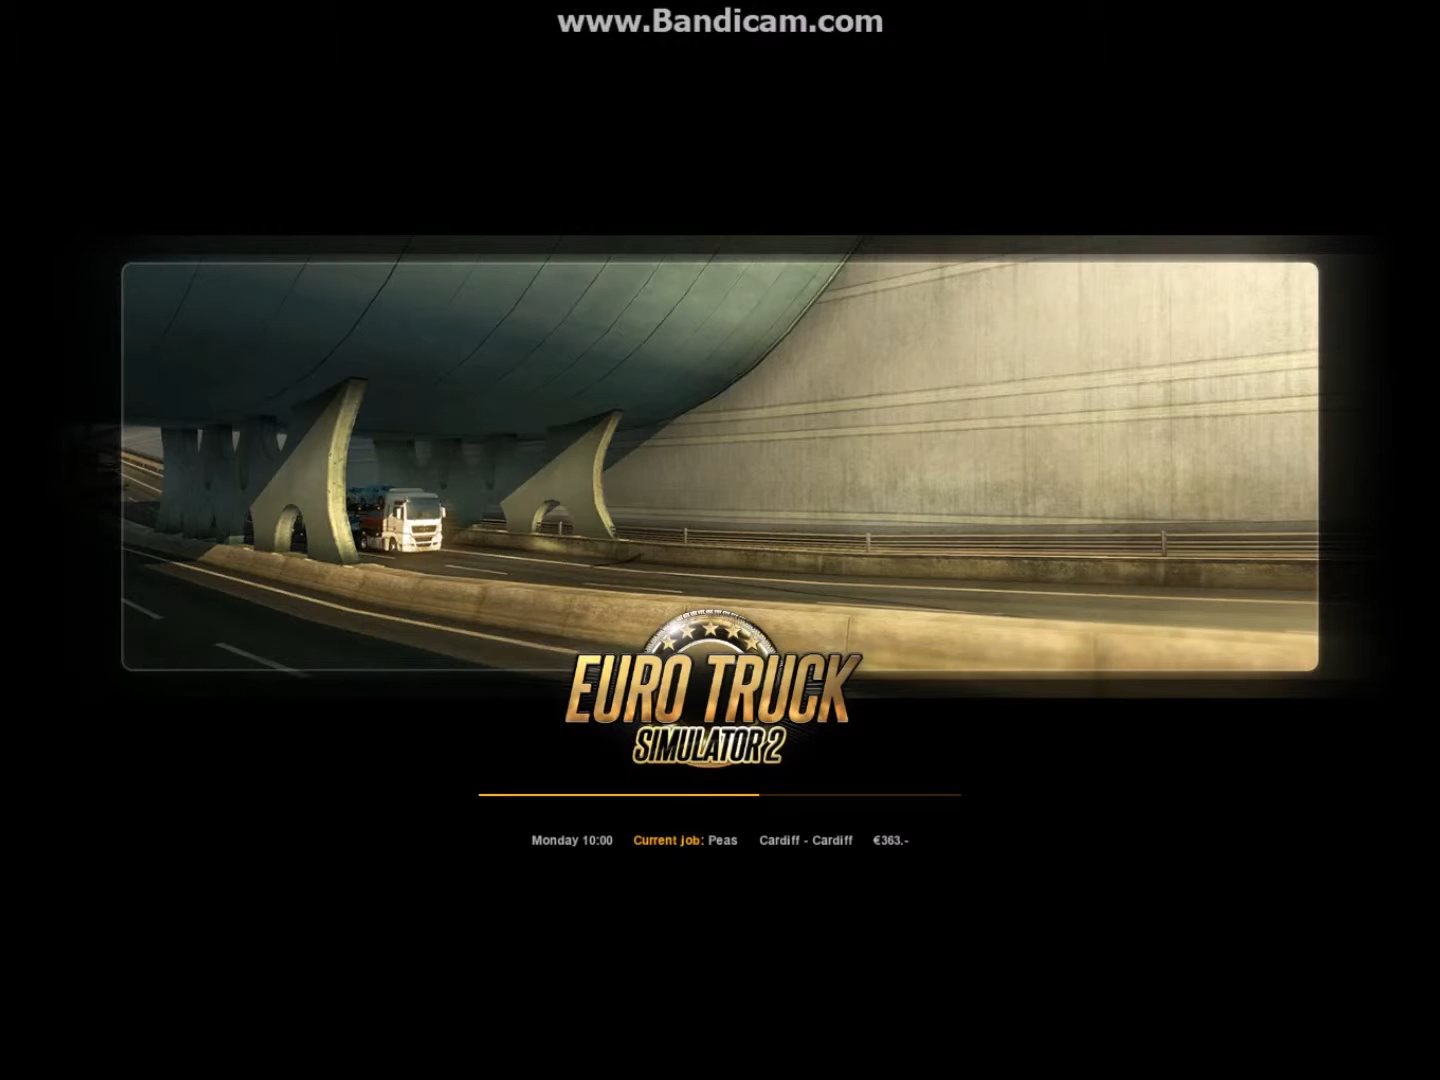 www.Bandicam.com
EURO TRUCK
SIMULATOR 2
Monday 10:00 Current job: Peas Cardiff - Cardiff €363.-